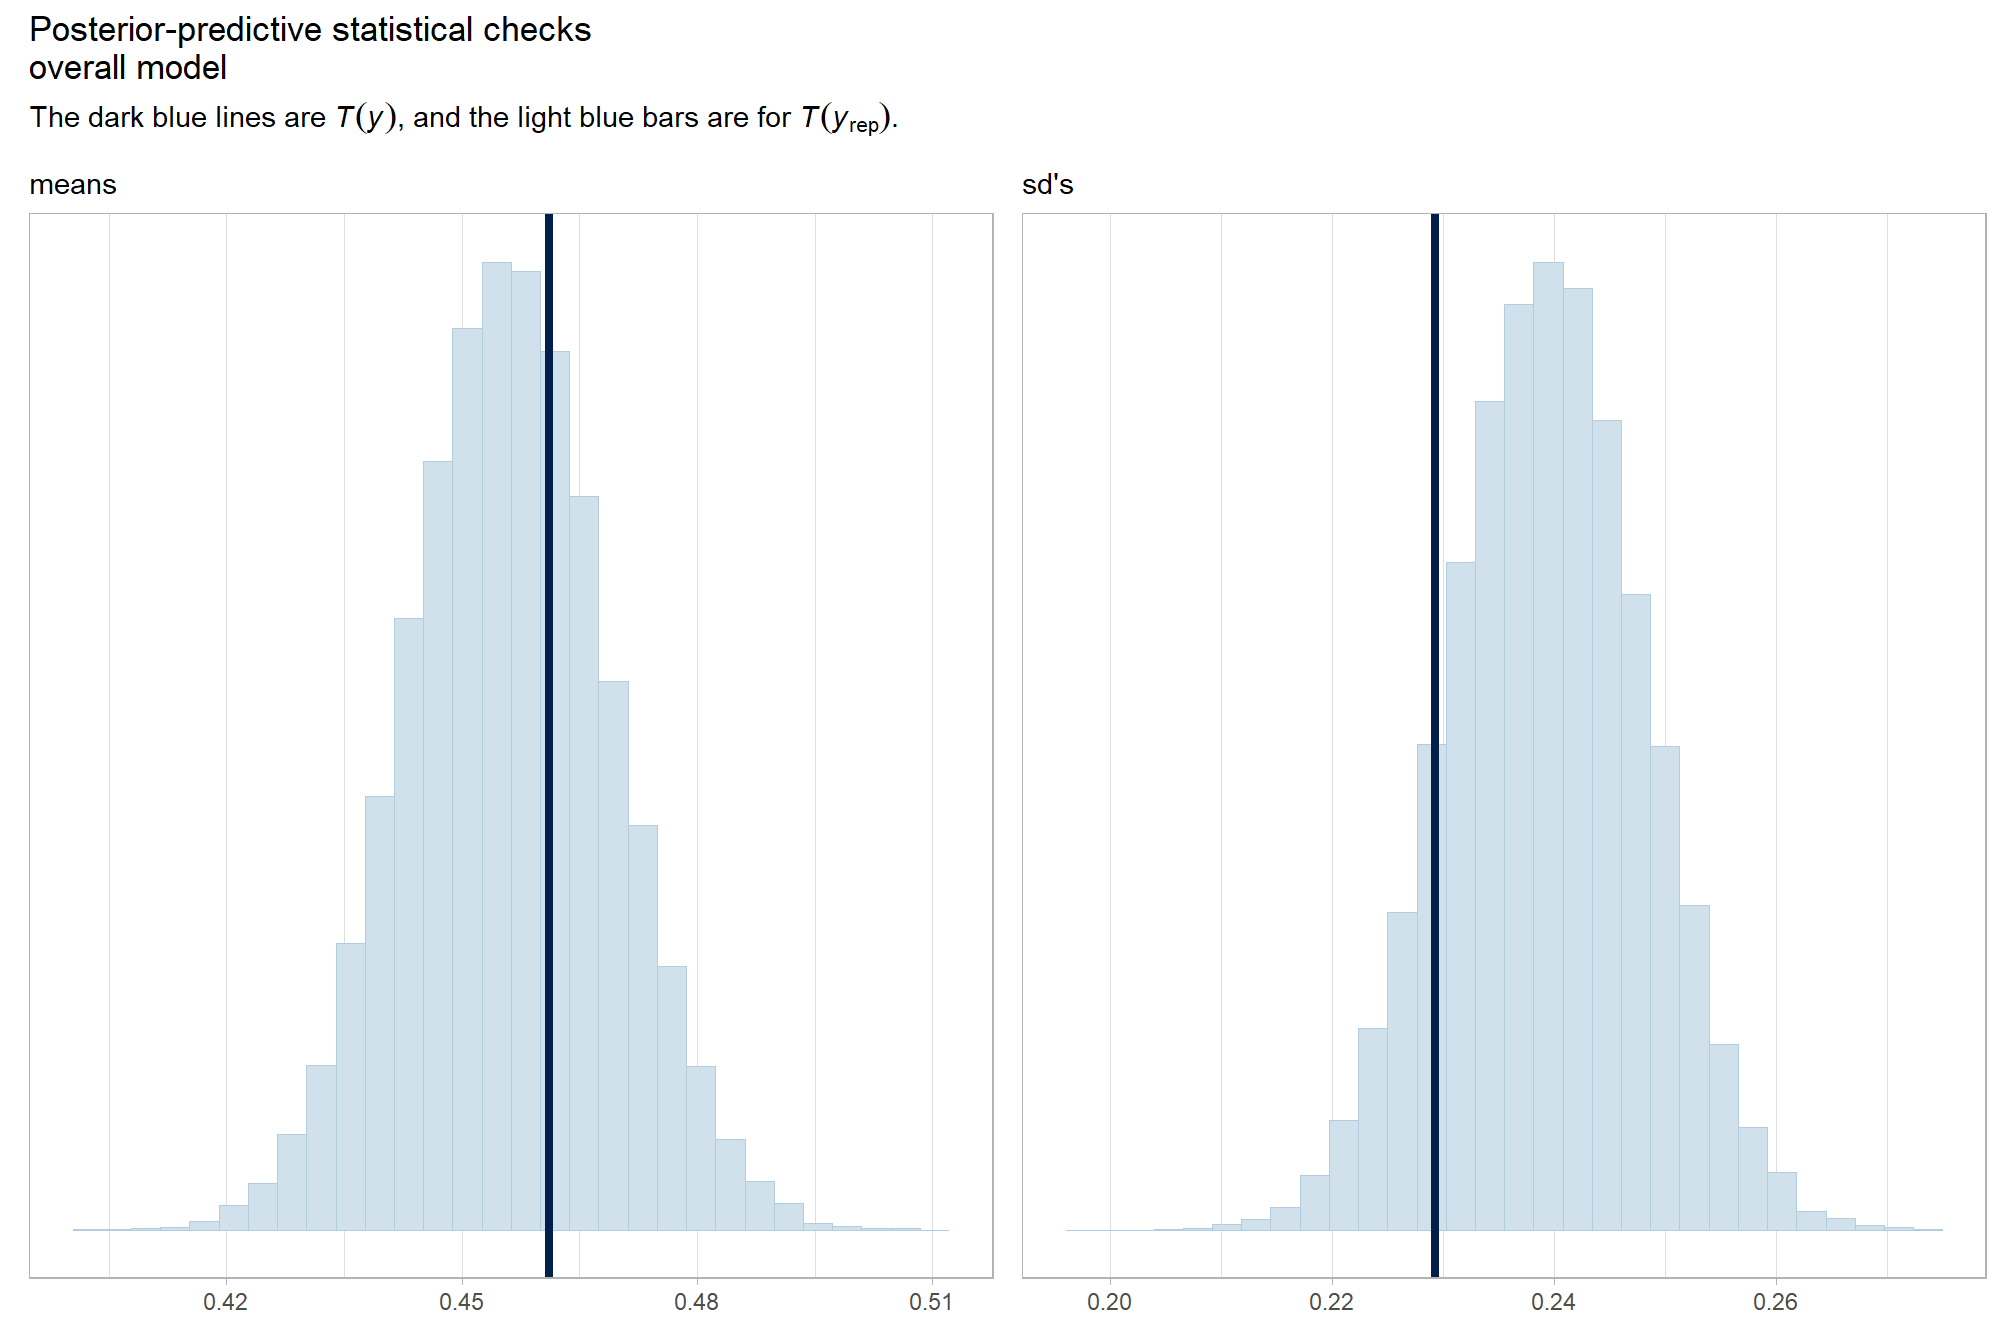 Posterior-predictive statistical checks
overall model
The dark blue lines are T(y), and the light blue bars are for T(yrep).
means
sd's
0.42 0.45 0.48 0.51
0.20 0.22 0.24 0.26